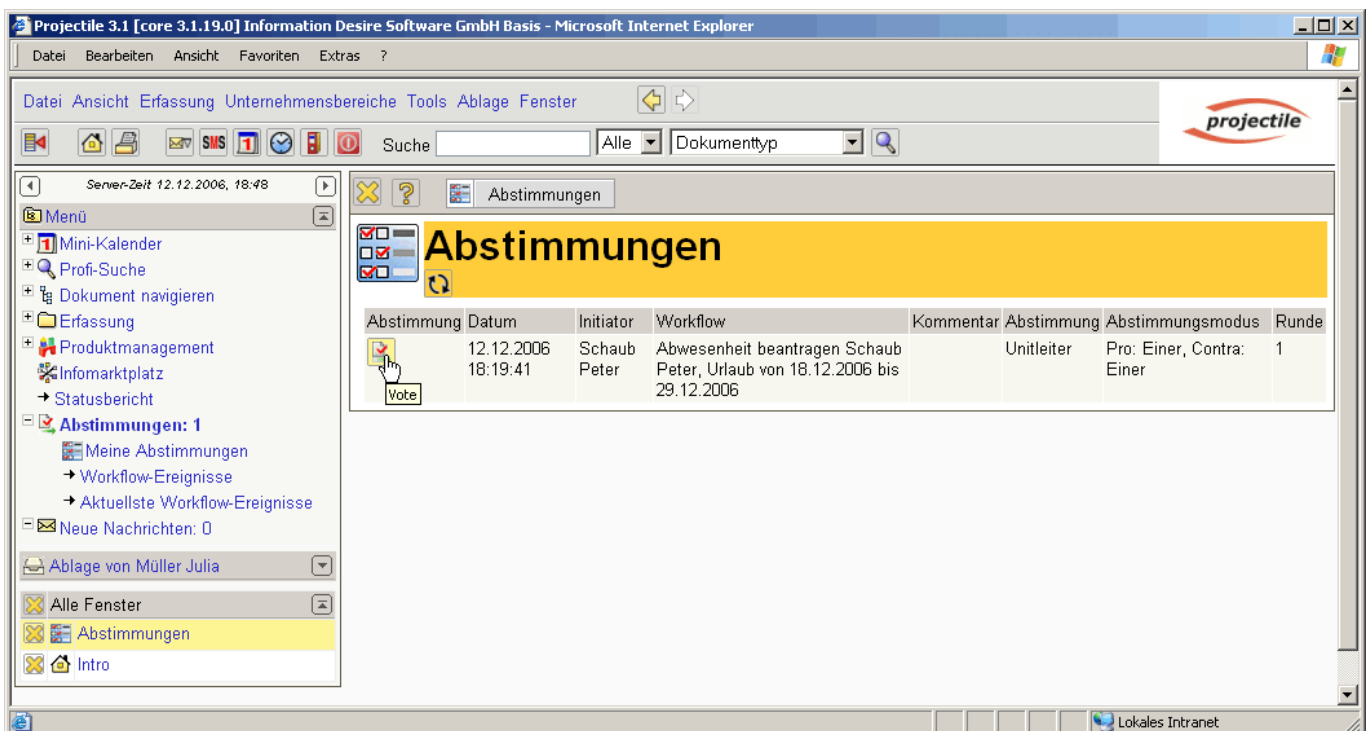 Projectile 3.1 [core 3.1.19.0] Information Desire Software GmbH Basis - Microsoft Internet Explorer
Datei Bearbeiten Ansicht Favoriten Extras ?
Datei Ansicht Erfassung Unternehmensbereiche Tools Ablage Fenster
projectile
SMS 1 Suche Alle Dokumenttyp
Server-Zeit 12.12.2006, 18:48
Abstimmungen
Menü
1 Mini-Kalender
Profi-Suche
Dokument navigieren
Erfassung
Produktmanagement
Infomarktplatz
Statusbericht
Abstimmungen: 1
Meine Abstimmungen
Workflow-Ereignisse
Aktuellste Workflow-Ereignisse
Neue Nachrichten: 0
Ablage von Müller Julia
Alle Fenster
Abstimmungen
Intro
Abstimmungen
Abstimmung Datum Initiator Workflow Kommentar Abstimmung Abstimmungsmodus Runde
12.12.2006 Schaub Abwesenheit beantragen Schaub Unitleiter Pro: Einer, Contra: 1
18:19:41 Peter Peter, Urlaub von 18.12.2006 bis Einer
29.12.2006
Vote
Lokales Intranet